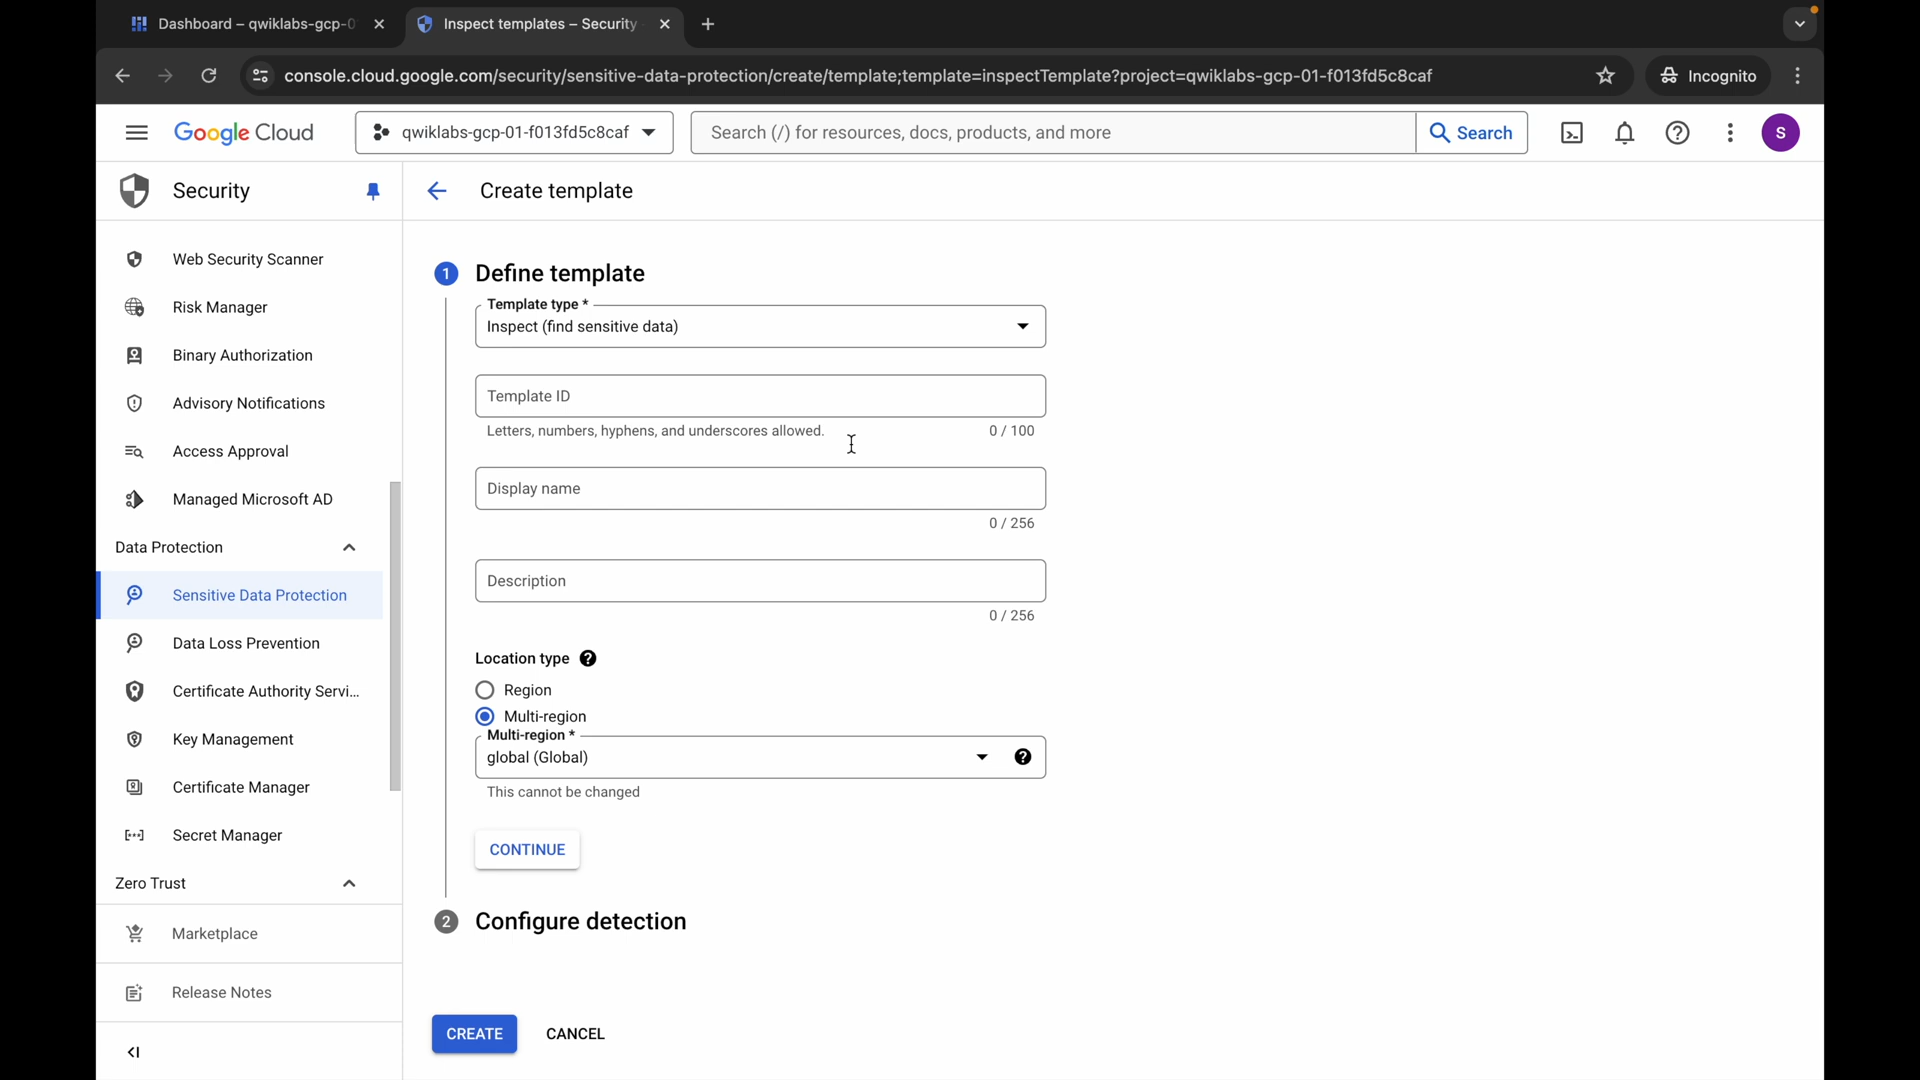 Dashboard – qwiklabs-gcp-0
Inspect templates – Security
console.cloud.google.com/security/sensitive-data-protection/create/template;template=inspectTemplate?project=qwiklabs-gcp-01-f013fd5c8caf
Incognito
Google Cloud
qwiklabs-gcp-01-f013fd5c8caf
Search (/) for resources, docs, products, and more
Search
S
Security
Create template
Web Security Scanner
Risk Manager
Binary Authorization
Advisory Notifications
Access Approval
Managed Microsoft AD
Data Protection
Sensitive Data Protection
Data Loss Prevention
Certificate Authority Servi...
Key Management
Certificate Manager
Secret Manager
Zero Trust
Marketplace
Release Notes
1 Define template
Template type *
Inspect (find sensitive data)
Template ID
Letters, numbers, hyphens, and underscores allowed. 0 / 100
Display name
0 / 256
Description
0 / 256
Location type
Region
Multi-region
Multi-region *
global (Global)
This cannot be changed
CONTINUE
2 Configure detection
CREATE CANCEL